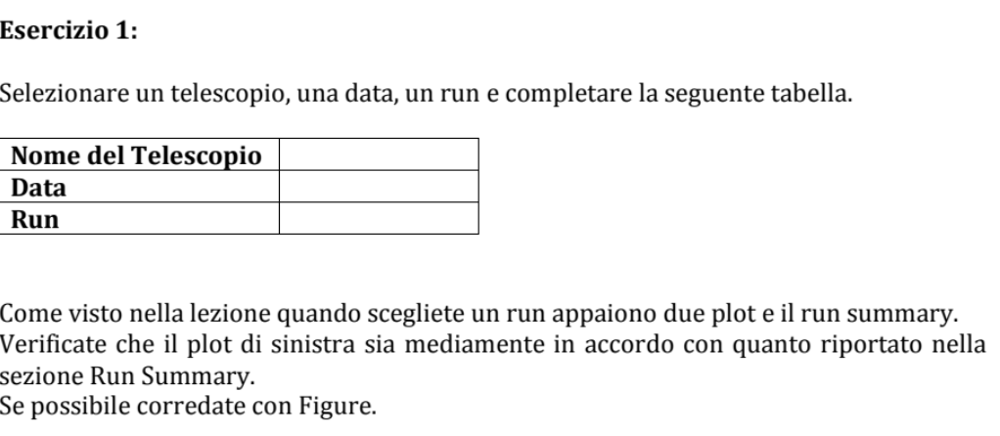 Esercizio 1:
Selezionare un telescopio, una data, un run e completare la seguente tabella.
Nome del Telescopio
Data
Run
Come visto nella lezione quando scegliete un run appaiono due plot e il run summary.
Verificate che il plot di sinistra sia mediamente in accordo con quanto riportato nella
sezione Run Summary.
Se possibile corredate con Figure.